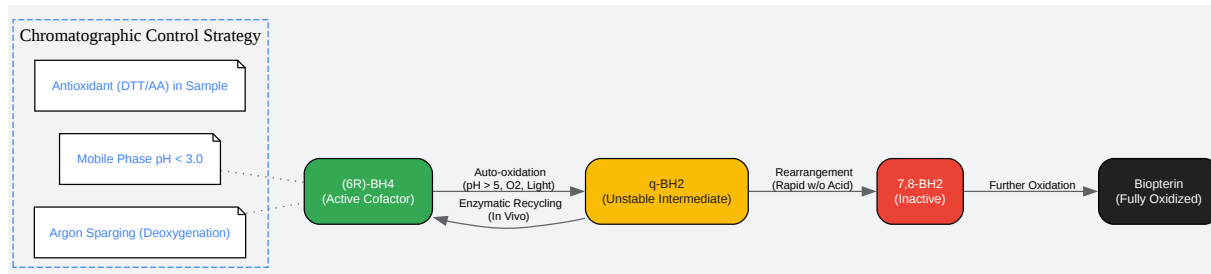 Chromatographic Control Strategy
Antioxidant (DTT/AA) in Sample
Mobile Phase pH < 3.0
Argon Sparging (Deoxygenation)
(6R)-BH4
(Active Cofactor)
Auto-oxidation
(pH > 5, O2, Light)
Enzymatic Recycling
(In Vivo)
q-BH2
(Unstable Intermediate)
Rearrangement
(Rapid w/o Acid)
7,8-BH2
(Inactive)
Further Oxidation
Biopterin
(Fully Oxidized)